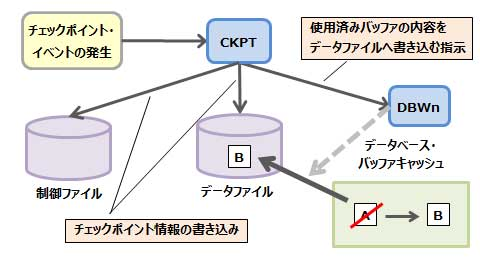 チェックポイント・
イベントの発生
CKPT
使用済みバッファの内容を
データファイルへ書き込む指示
DBWn
データベース・
バッファキャッシュ
B
制御ファイル
データファイル
A
B
チェックポイント情報の書き込み